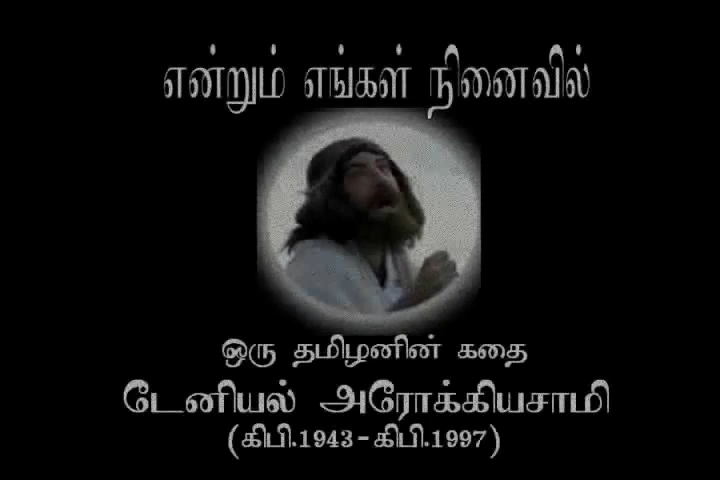 என்றும் எங்கள் நினைவில்
ஒரு தமிழனின் கதை
டேனியல் அரோக்கியசாமி
(கிபி.1943-கிபி.1997)